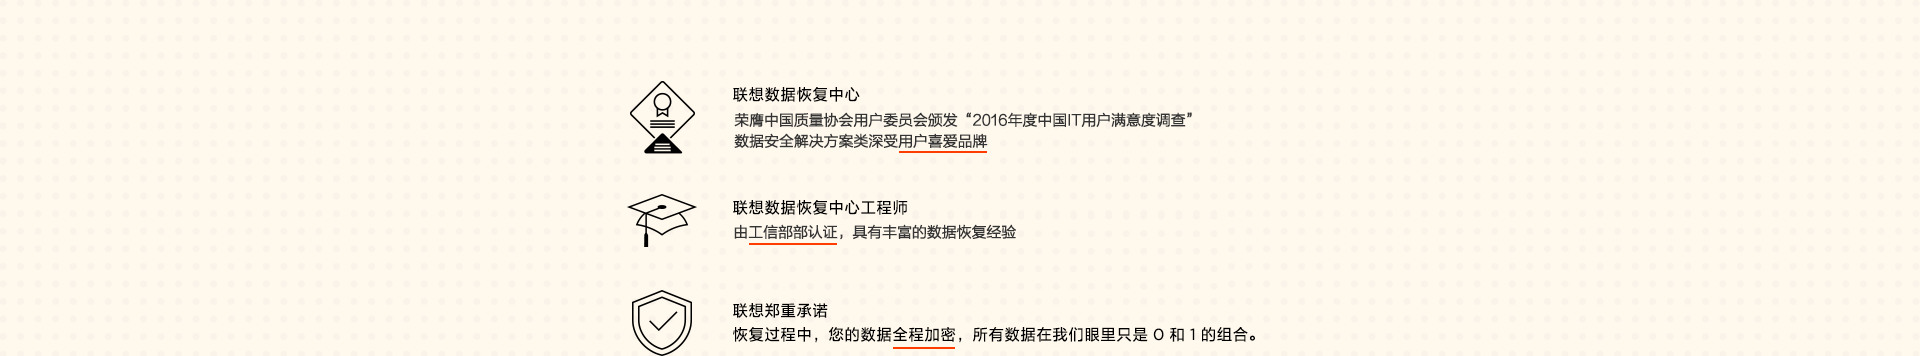 联想数据恢复中心
荣膺中国质量协会用户委员会颁发“2016年度中国IT用户满意度调查”
数据安全解决方案类深受用户喜爱品牌
联想数据恢复中心工程师
由工信部部认证，具有丰富的数据恢复经验
联想郑重承诺
恢复过程中，您的数据全程加密，所有数据在我们眼里只是 0 和 1 的组合。